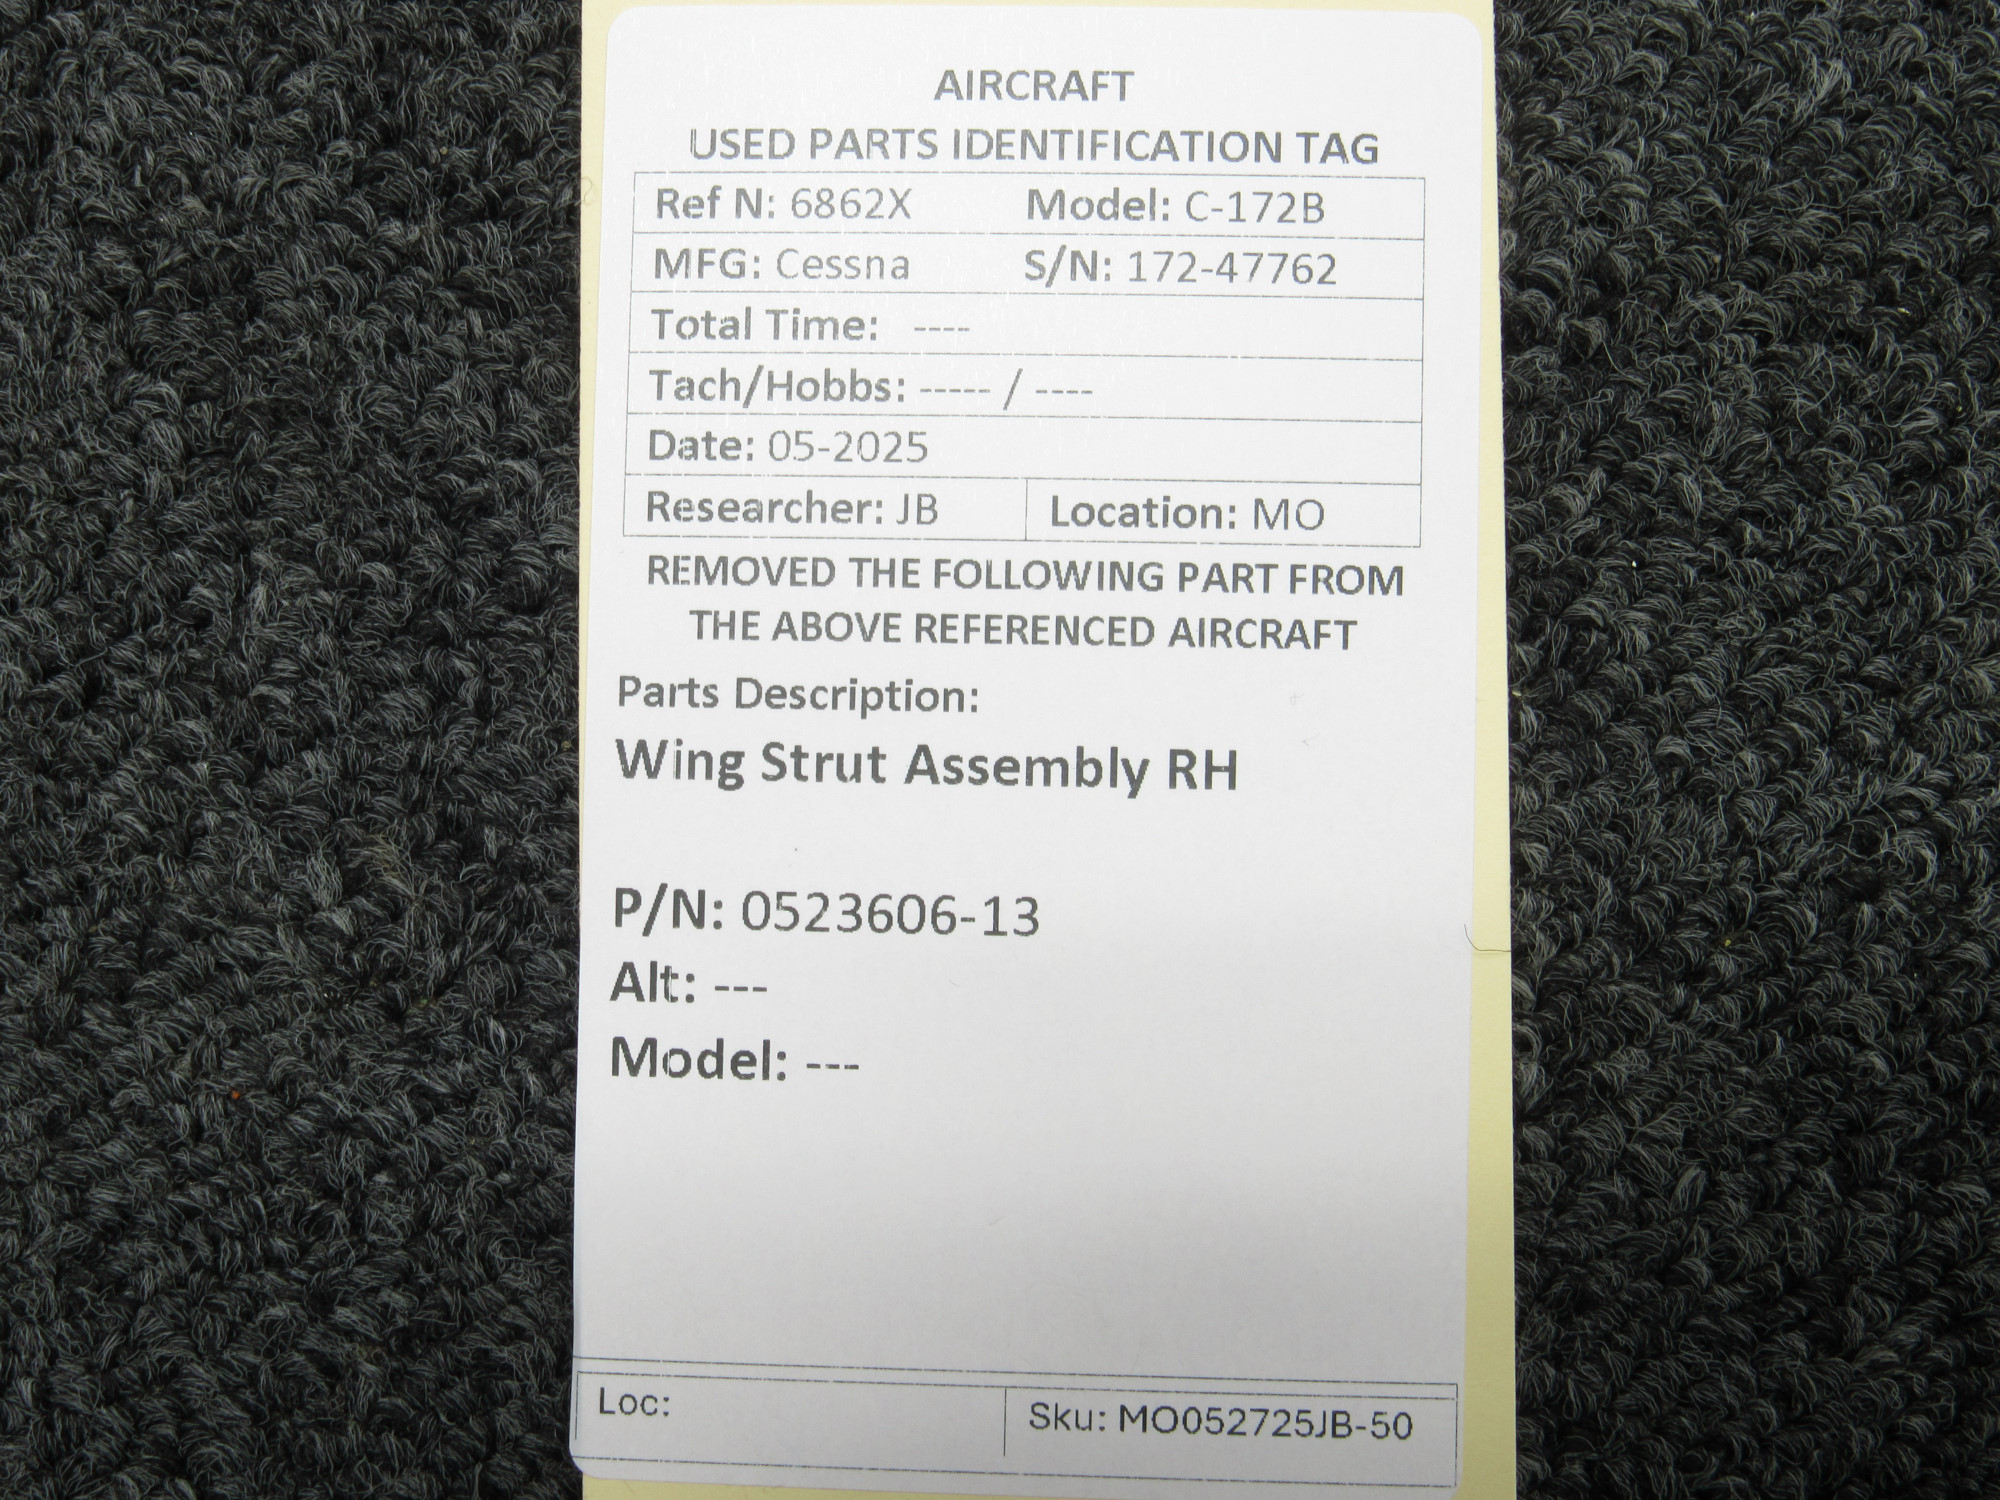 AIRCRAFT
USED PARTS IDENTIFICATION TAG
Ref N: 6862X Model: C-172B
MFG: Cessna S/N: 172-47762
Total Time: ----
Tach/Hobbs: ----- / ----
Date: 05-2025
Researcher: JB Location: MO
REMOVED THE FOLLOWING PART FROM
THE ABOVE REFERENCED AIRCRAFT
Parts Description:
Wing Strut Assembly RH
P/N: 0523606-13
Alt: ---
Model: ---
Loc: Sku: MO052725JB-50